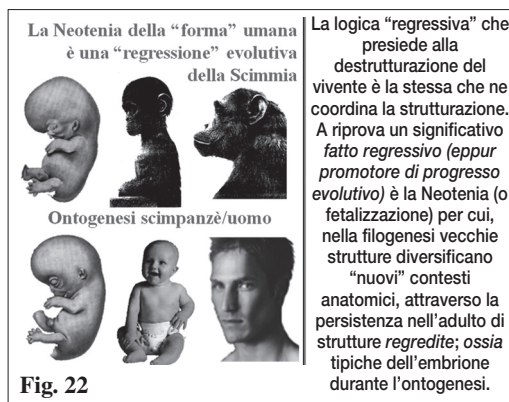 La Neotenia della “forma” umana
è una “regressione” evolutiva
della Scimmia
Ontogenesi scimpanzè/uomo
Fig. 22
La logica “regressiva” che
presiede alla
destrutturazione del
vivente è la stessa che ne
coordina la strutturazione.
A riprova un significativo
fatto regressivo (eppur
promotore di progresso
evolutivo) è la Neotenia (o
fetalizzazione) per cui,
nella filogenesi vecchie
strutture diversificano
“nuovi” contesti
anatomici, attraverso la
persistenza nell’adulto di
strutture regredite; ossia
tipiche dell’embrione
durante l’ontogenesi.